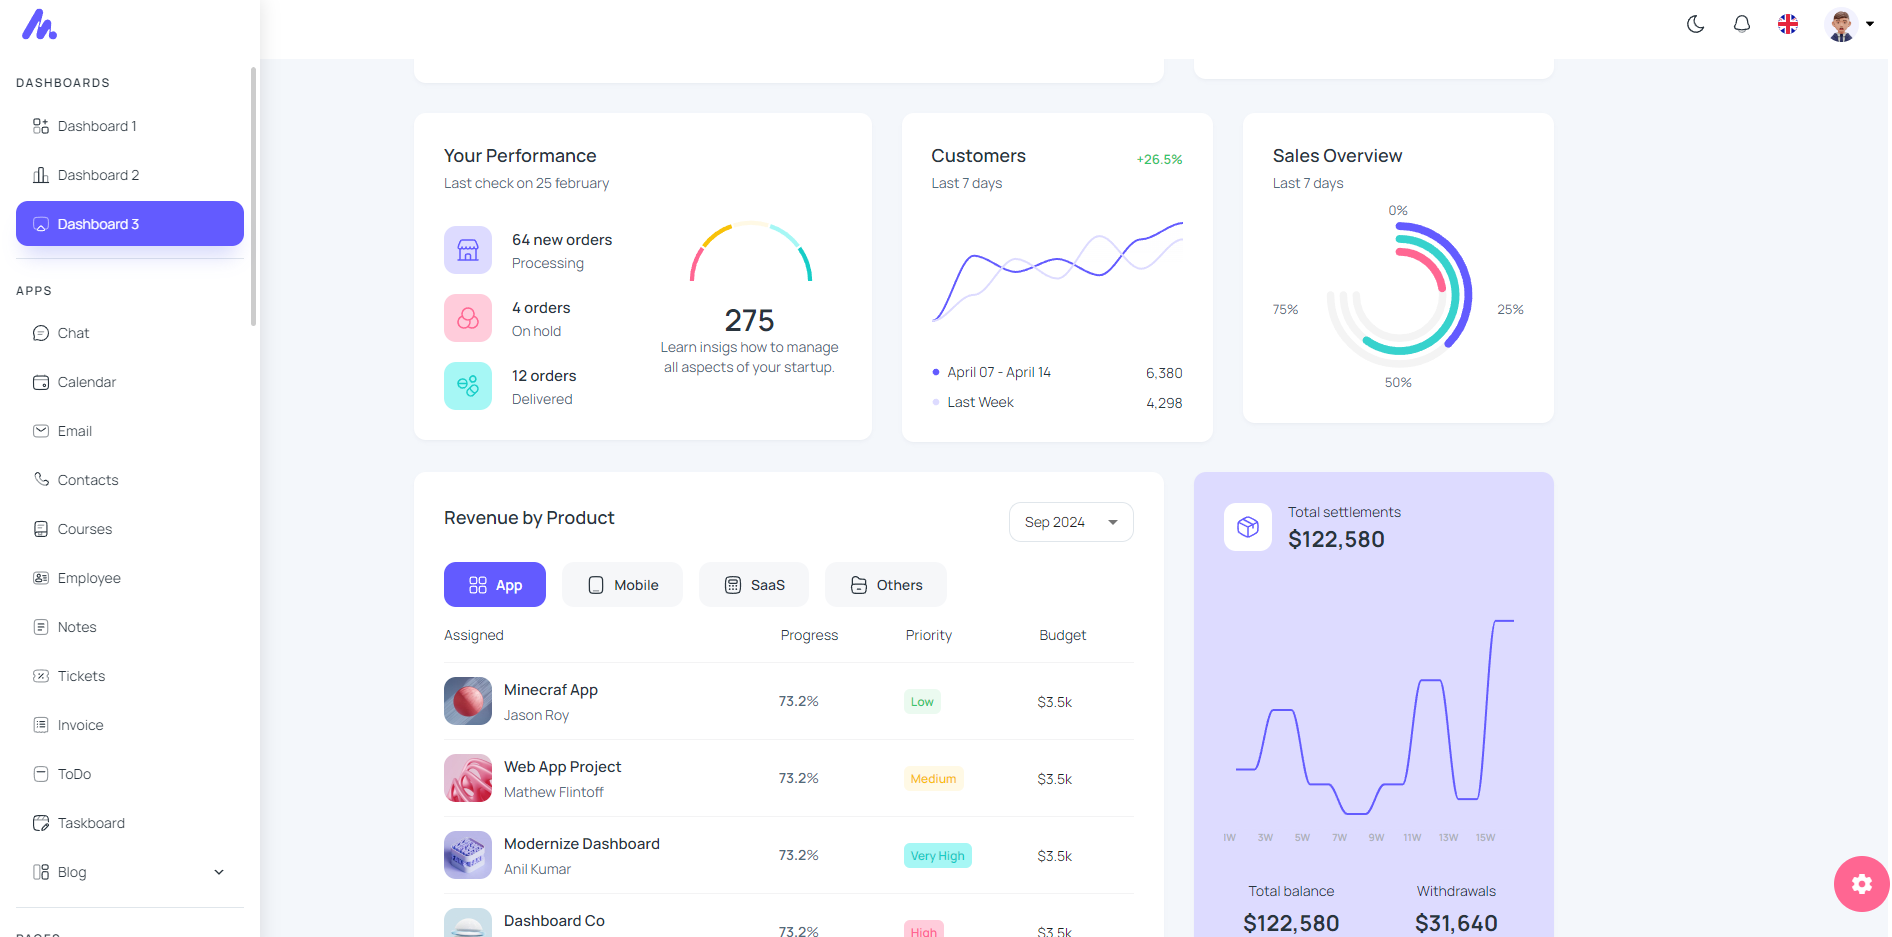 DASHBOARDS
Dashboard 1
Dashboard 2
Dashboard 3
APPS
Chat
Calendar
Email
Contacts
Courses
Employee
Notes
Tickets
Invoice
ToDo
Taskboard
Blog
Your Performance
Last check on 25 february
64 new orders
Processing
4 orders
On hold
12 orders
Delivered
275
Learn insigs how to manage
all aspects of your startup.
Customers
+26.5%
Last 7 days
April 07 - April 14 6,380
Last Week 4,298
Sales Overview
Last 7 days
0%
75% 25%
50%
Revenue by Product
Sep 2024
App Mobile SaaS Others
Assigned Progress Priority Budget
Minecraf App
Jason Roy
73.2% Low $3.5k
Web App Project
Mathew Flintoff
73.2% Medium $3.5k
Modernize Dashboard
Anil Kumar
73.2% Very High $3.5k
Dashboard Co
73.2% High $3.5k
Total settlements
$122,580
1W 3W 5W 7W 9W 11W 13W 15W
Total balance Withdrawals
$122,580 $31,640